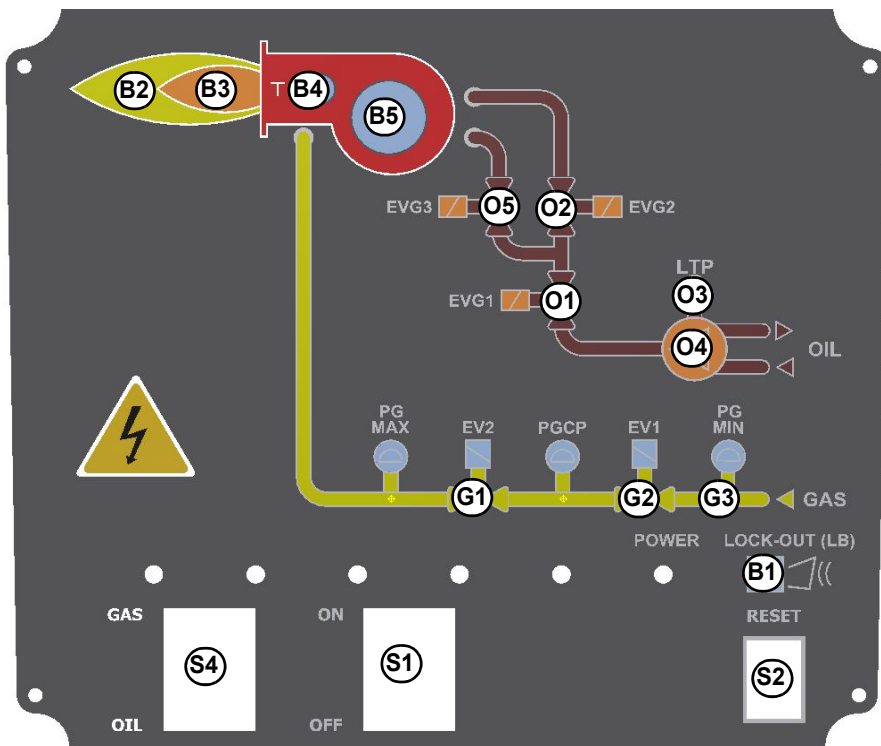 B2 B3 T B4
B5
EVG3 O5 O2 EVG2
LTP
O3
EVG1 O1
O4 OIL
PG
MAX
EV2
PGCP
EV1
PG
MIN
G1 G2 G3 GAS
POWER LOCK-OUT (LB)
B1
GAS ON RESET
S4 S1 S2
OIL OFF